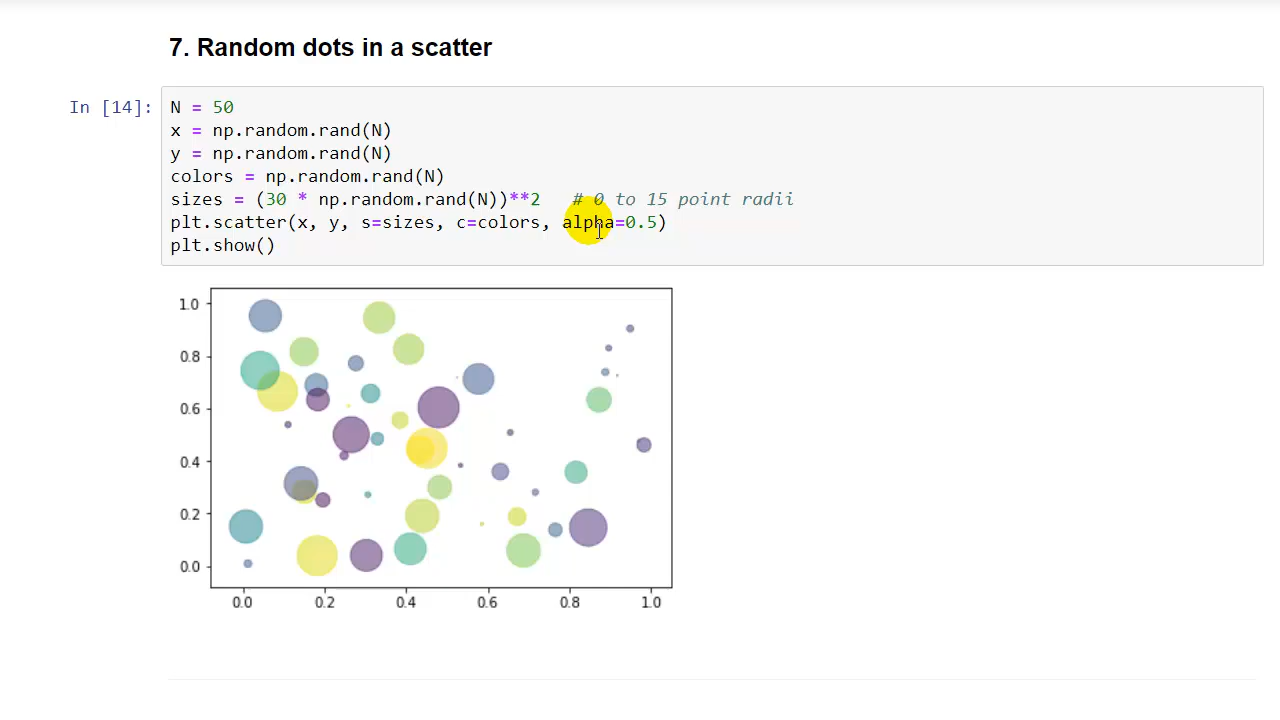 7. Random dots in a scatter
In [14]:
N = 50
x = np.random.rand(N)
y = np.random.rand(N)
colors = np.random.rand(N)
sizes = (30 * np.random.rand(N))**2   # 0 to 15 point radii
plt.scatter(x, y, s=sizes, c=colors, alpha=0.5)
plt.show()
1.0
0.8
0.6
0.4
0.2
0.0
0.0 0.2 0.4 0.6 0.8 1.0